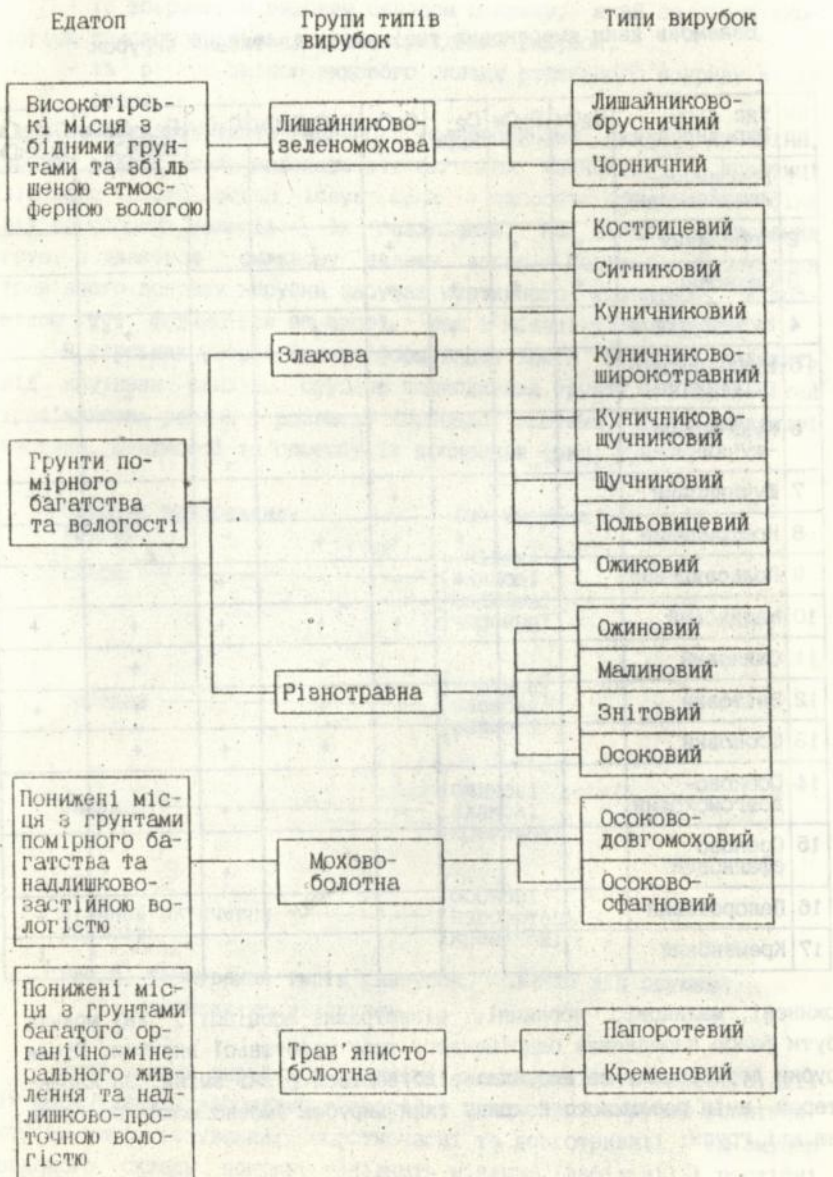 Едатоп
Групи типів
вирубок
Типи вирубок
Високогірсь-
кі місця з
бідними грун-
тами та збіль
шеною атмос-
ферною вологою
Лишайниково-
зеленомохова
Лишайниково-
брусничний
Чорничний
Грунти по-
мірного
багатства
та вологості
Злакова
Кострицевий
Ситниковий
Куничниковий
Куничниково-
широкотравний
Куничниково-
щучниковий
Щучниковий
Польовицевий
Ожиковий
Різнотравна
Ожиновий
Малиновий
Знітовий
Осоковий
Понижені міс-
ця з грунтами
помірного ба-
гатства та
надлишково-
застійною во-
логістю
Мохово-
болотна
Осоково-
довгомоховий
Осоково-
сфагновий
Понижені міс-
ця з грунтами
багатого ор-
ганічно-міне-
рального жив-
лення та над-
лишково-про-
точною воло-
гістю
Трав'янисто-
болотна
Папоротевий
Кременовий